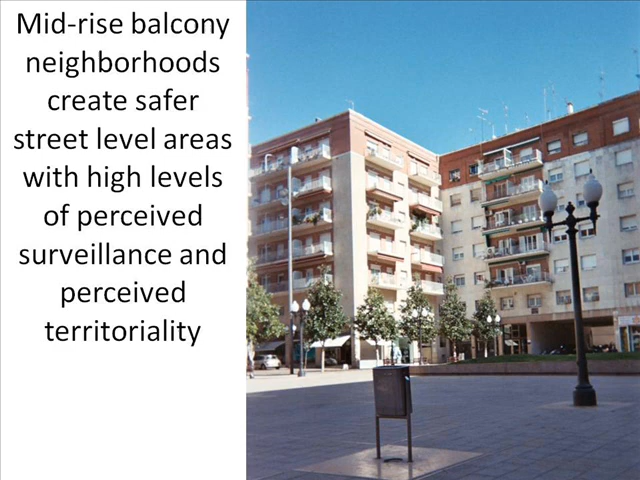 Mid-rise balcony
neighborhoods
create safer
street level areas
with high levels
of perceived
surveillance and
perceived
territoriality